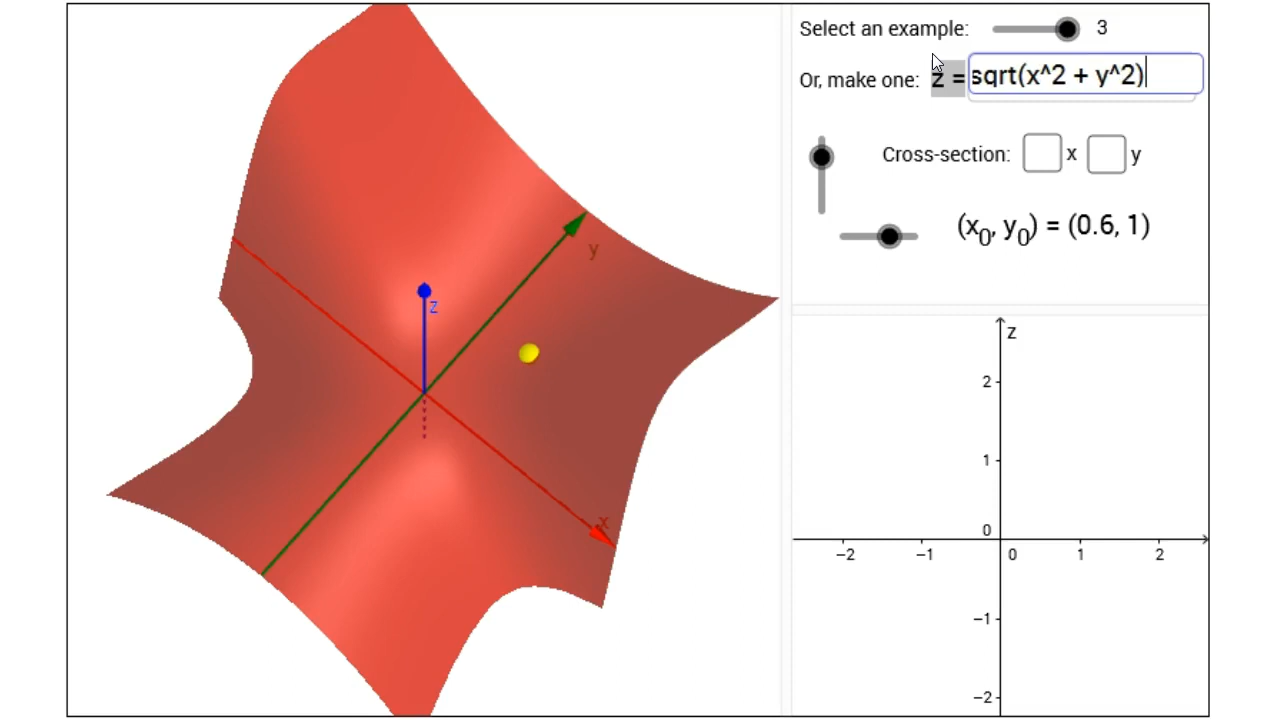 Select an example: 3
Or, make one: z = sqrt(x^2 + y^2)
Cross-section: x y
(x0, y0) = (0.6, 1)
z
y
x
z
2
1
0
−2 −1 0 1 2
−1
−2